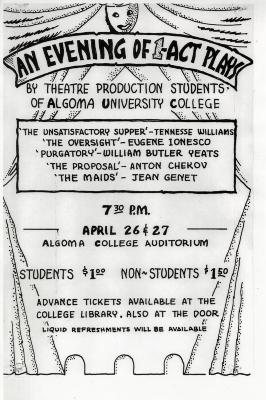 AN EVENING OF 1-ACT PLAYS
BY THEATRE PRODUCTION STUDENTS
OF ALGOMA UNIVERSITY COLLEGE
'THE UNSATISFACTORY SUPPER'-TENNESSE WILLIAMS
'THE OVERSIGHT'-EUGENE IONESCO
'PURGATORY'-WILLIAM BUTLER YEATS
'THE PROPOSAL'-ANTON CHEKOV
'THE MAIDS'-JEAN GENET
7 30 P.M.
APRIL 26 & 27
ALGOMA COLLEGE AUDITORIUM
STUDENTS $1 00 NON-STUDENTS $1 50
ADVANCE TICKETS AVAILABLE AT THE
COLLEGE LIBRARY. ALSO AT THE DOOR
LIQUID REFRESHMENTS WILL BE AVAILABLE